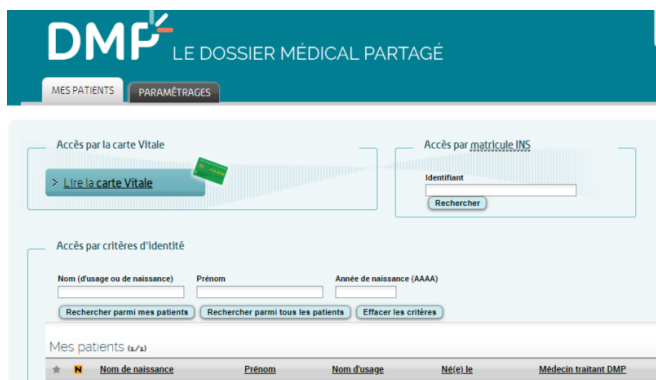 DMP LE DOSSIER MÉDICAL PARTAGÉ
MES PATIENTS PARAMÉTRAGES
Accès par la carte Vitale
> Lire la carte Vitale
Accès par matricule INS
Identifiant
Rechercher
Accès par critères d'identité
Nom (d'usage ou de naissance) Prénom Année de naissance (AAAA)
Rechercher parmi mes patients Rechercher parmi tous les patients Effacer les critères
Mes patients (1/1)
N Nom de naissance Prénom Nom d'usage Né(e) le Médecin traitant DMP